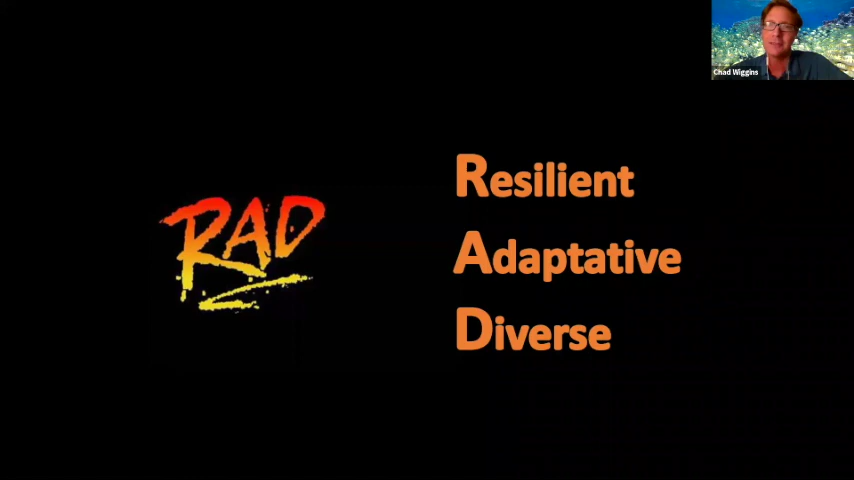 Chad Wiggins
RAD
Resilient
Adaptative
Diverse